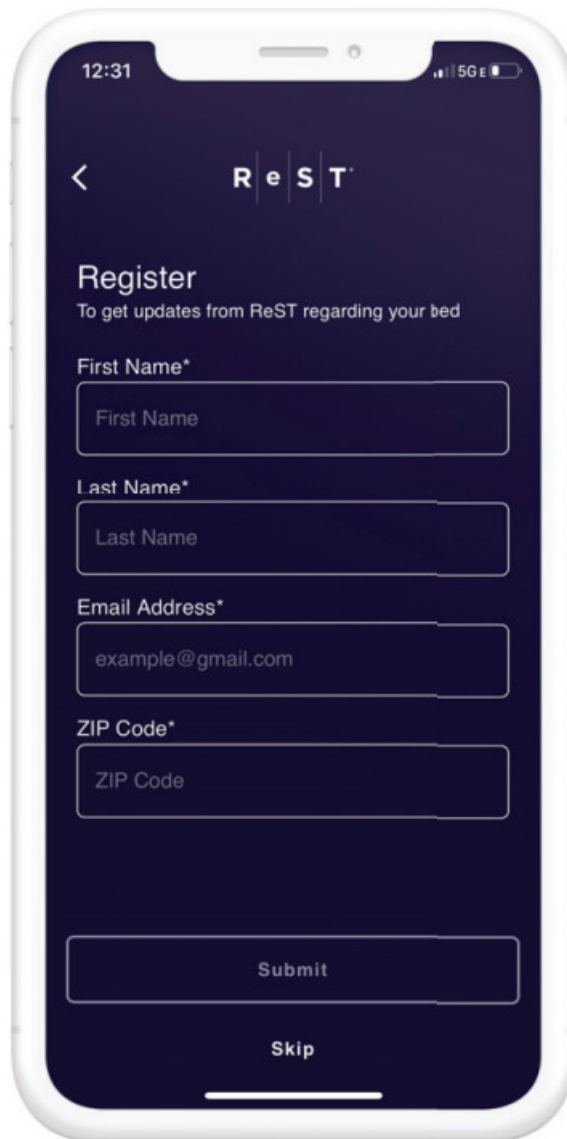 12:31
5G E
R e S T
Register
To get updates from ReST regarding your bed
First Name*
First Name
Last Name*
Last Name
Email Address*
example@gmail.com
ZIP Code*
ZIP Code
Submit
Skip